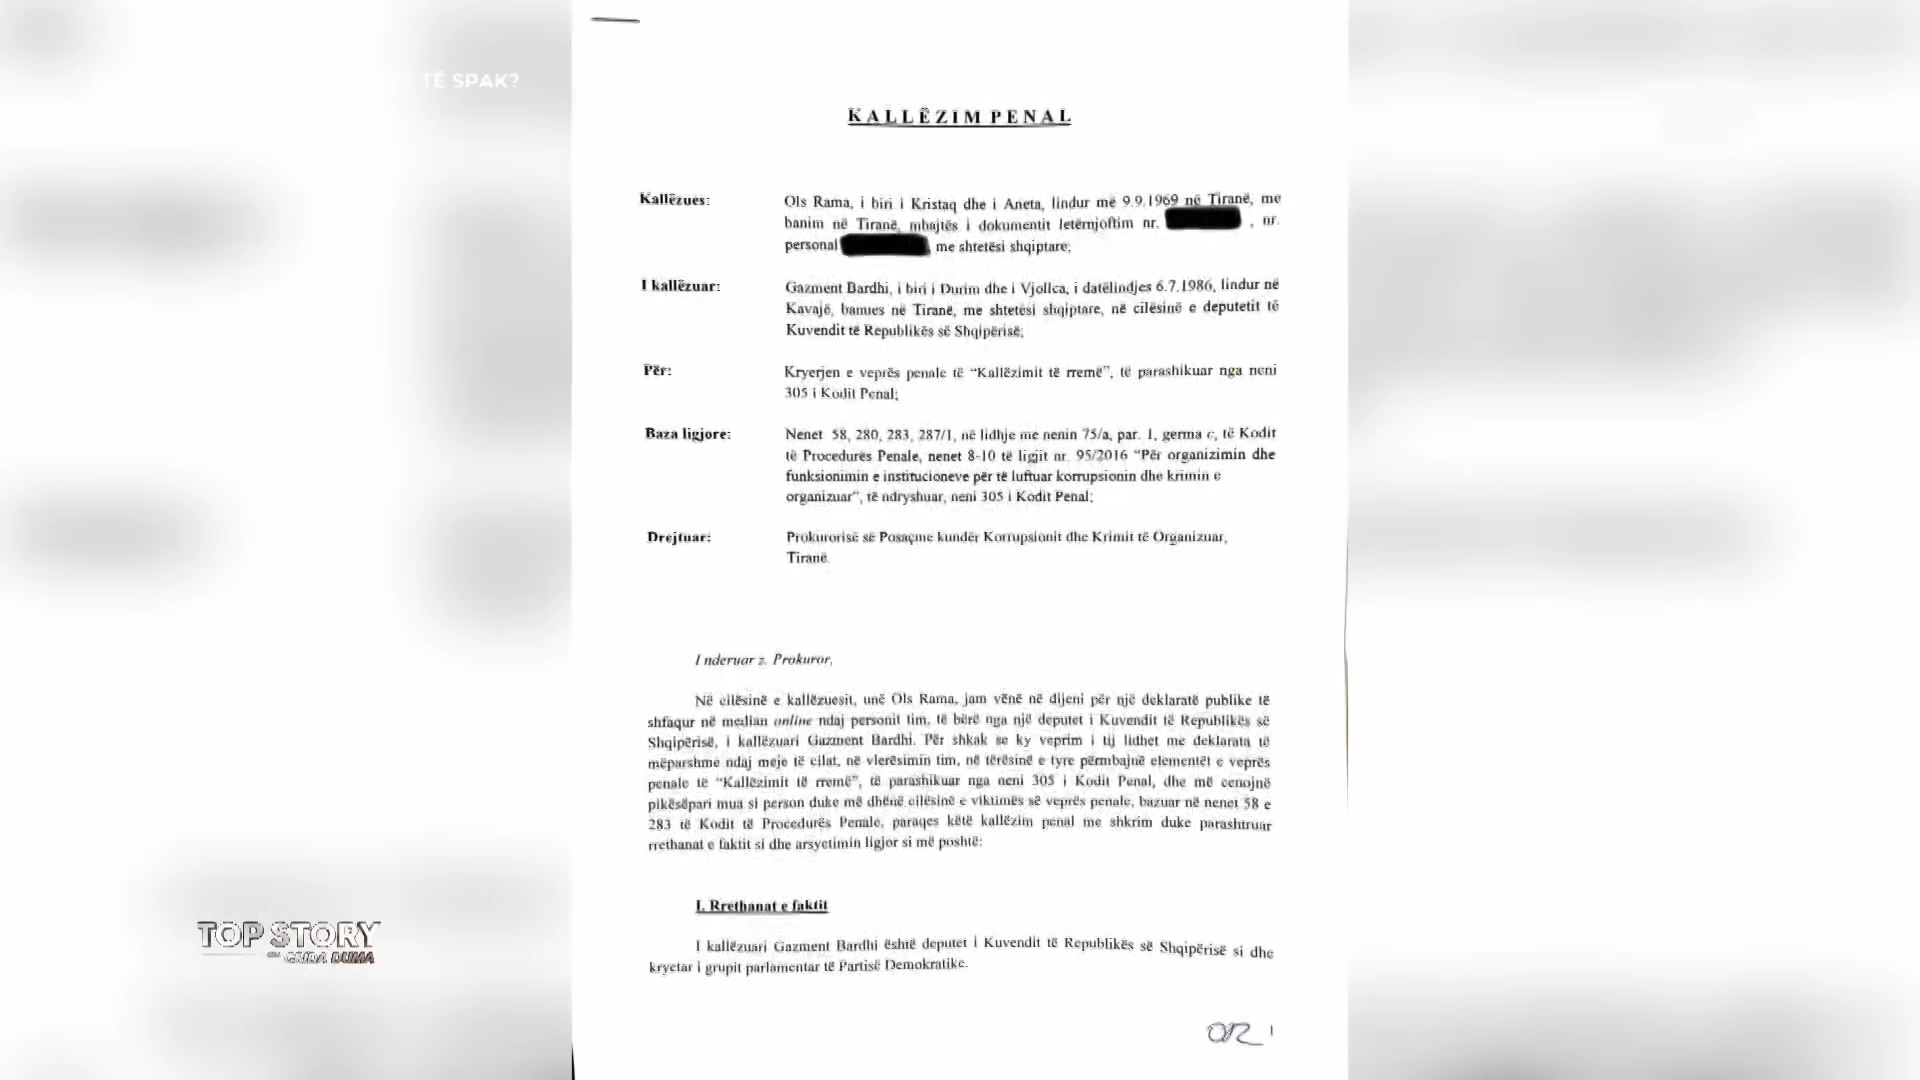 TË SPAK?
KALLËZIM PENAL
Kallëzues: Ols Rama, i biri i Kristaq dhe i Aneta, lindur më 9.9.1969 në Tiranë, me
banim në Tiranë, mbajtës i dokumentit letërnjoftim nr. , nr.
personal me shtetësi shqiptare;
I kallëzuar: Gazment Bardhi, i biri i Durim dhe i Vjollca, i datëlindjes 6.7.1986, lindur në
Kavajë, banues në Tiranë, me shtetësi shqiptare, në cilësinë e deputetit të
Kuvendit të Republikës së Shqipërisë;
Për: Kryerjen e veprës penale të “Kallëzimit të rremë”, të parashikuar nga neni
305 i Kodit Penal;
Baza ligjore: Nenet 58, 280, 283, 287/1, në lidhje me nenin 75/a, par. 1, germa c, të Kodit
të Procedurës Penale, nenet 8-10 të ligjit nr. 95/2016 “Për organizimin dhe
funksionimin e institucioneve për të luftuar korrupsionin dhe krimin e
organizuar”, të ndryshuar, neni 305 i Kodit Penal;
Drejtuar: Prokurorisë së Posaçme kundër Korrupsionit dhe Krimit të Organizuar,
Tiranë.
I nderuar z. Prokuror,
Në cilësinë e kallëzuesit, unë Ols Rama, jam vënë në dijeni për një deklaratë publike të
shfaqur në median online ndaj personit tim, të bërë nga një deputet i Kuvendit të Republikës së
Shqipërisë, i kallëzuari Gazment Bardhi. Për shkak se ky veprim i tij lidhet me deklarata të
mëparshme ndaj meje të cilat, në vlerësimin tim, në tërësinë e tyre përmbajnë elementët e veprës
penale të “Kallëzimit të rremë”, të parashikuar nga neni 305 i Kodit Penal, dhe më cenojnë
pikësëpari mua si person duke më dhënë cilësinë e viktimës së veprës penale, bazuar në nenet 58 e
283 të Kodit të Procedurës Penale, paraqes këtë kallëzim penal me shkrim duke parashtruar
rrethanat e faktit si dhe arsyetimin ligjor si më poshtë:
I. Rrethanat e faktit
I kallëzuari Gazment Bardhi është deputet i Kuvendit të Republikës së Shqipërisë si dhe
kryetar i grupit parlamentar të Partisë Demokratike.
1
TOP STORY